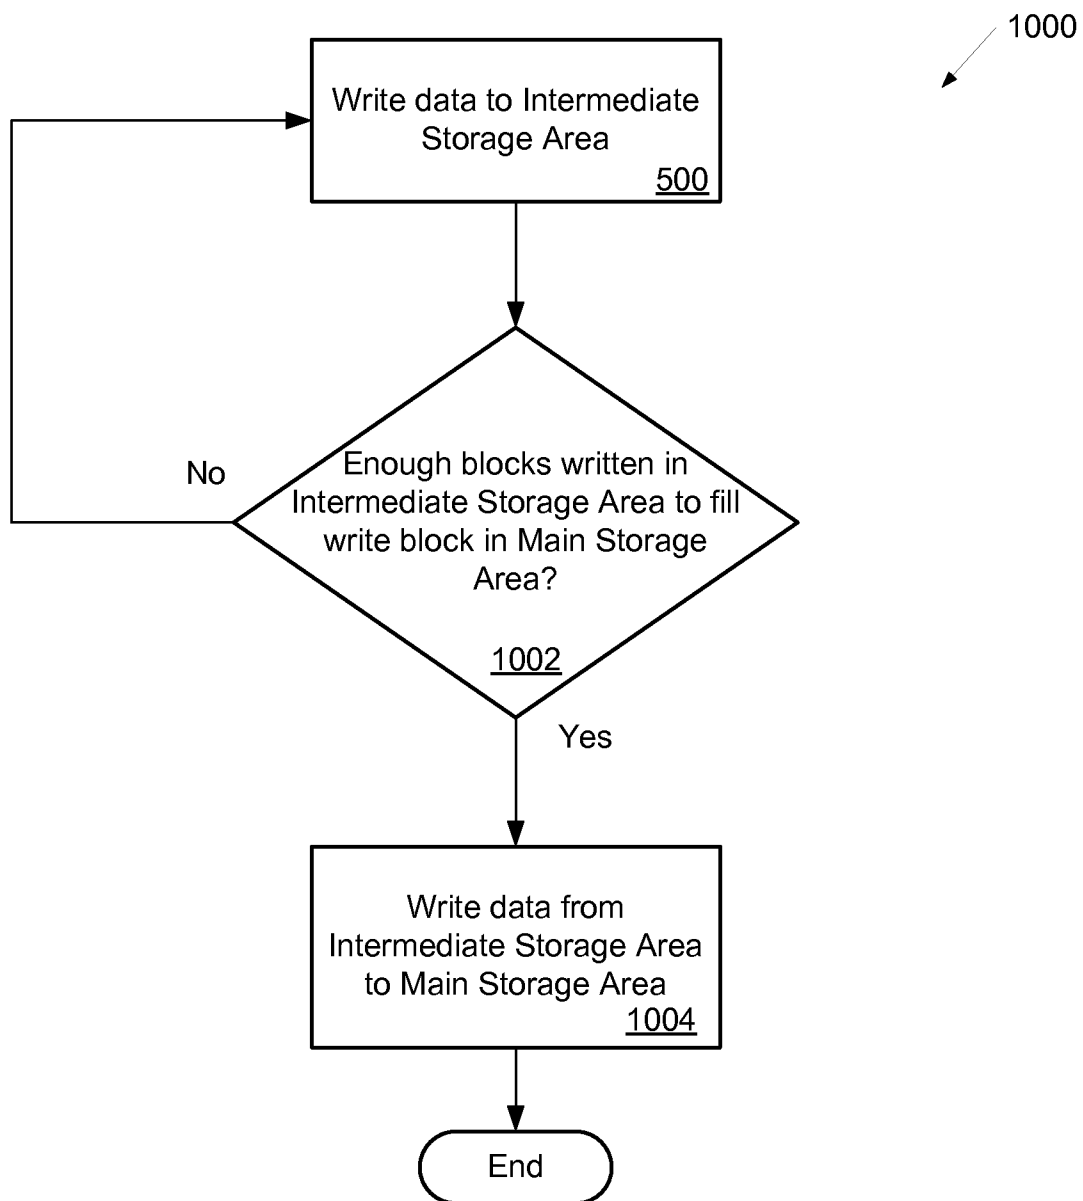 1000
Write data to Intermediate
Storage Area
500
No
Enough blocks written in
Intermediate Storage Area to fill
write block in Main Storage
Area?
1002
Yes
Write data from
Intermediate Storage Area
to Main Storage Area
1004
End